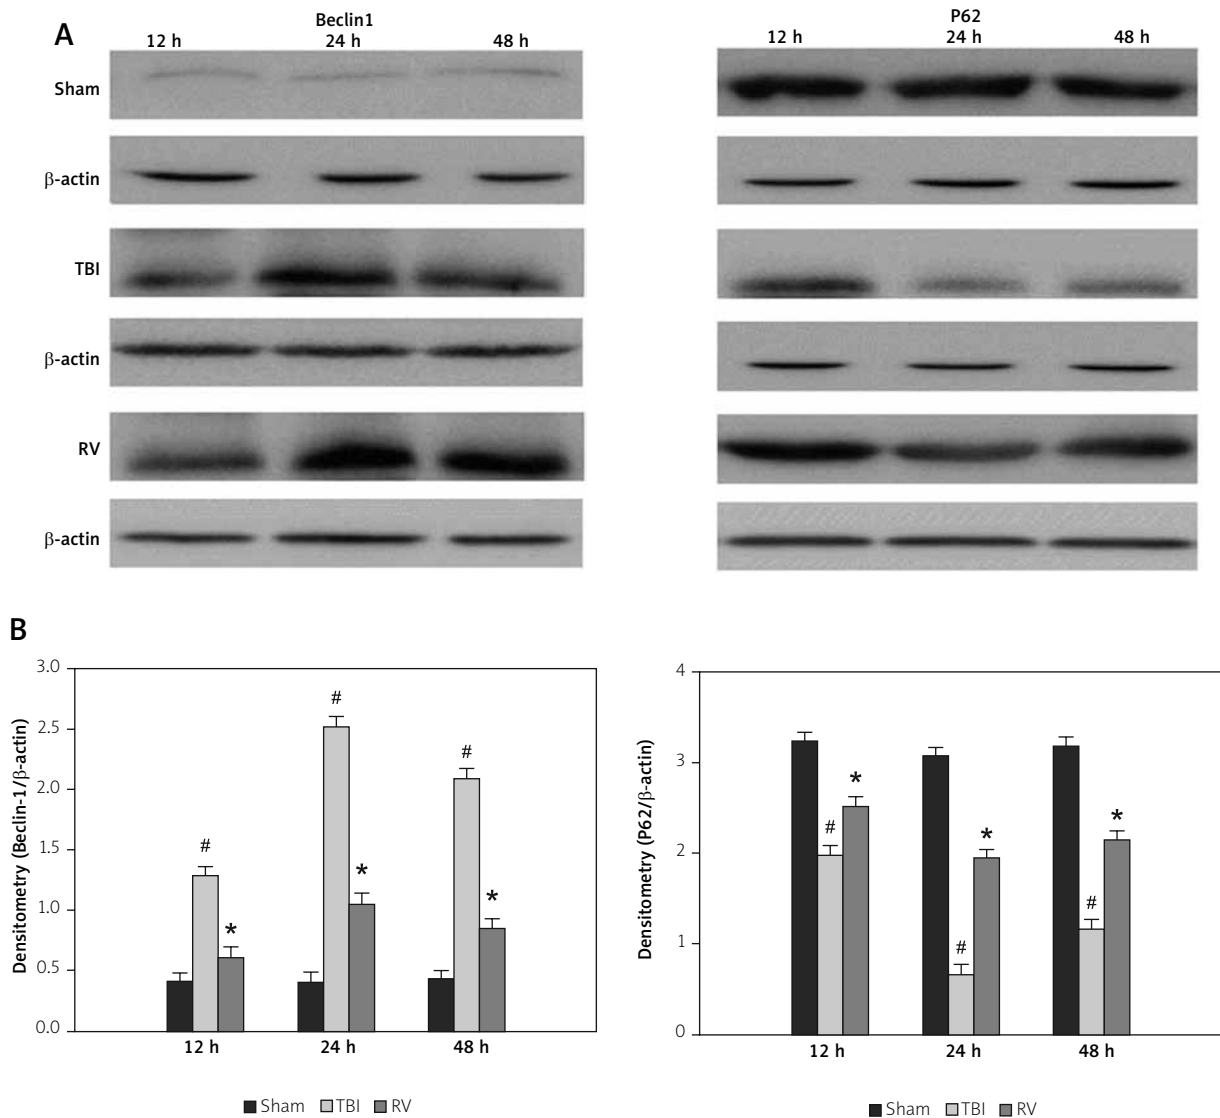 A
Beclin1
12 h 24 h 48 h
Sham
β-actin
TBI
β-actin
RV
β-actin
P62
12 h 24 h 48 h
B
Densitometry (Beclin-1/β-actin)
3.0
2.5
2.0
1.5
1.0
0.5
0.0
# * # * # *
12 h 24 h 48 h
Sham TBI RV
Densitometry (P62/β-actin)
4
3
2
1
0
# * # * # *
12 h 24 h 48 h
Sham TBI RV